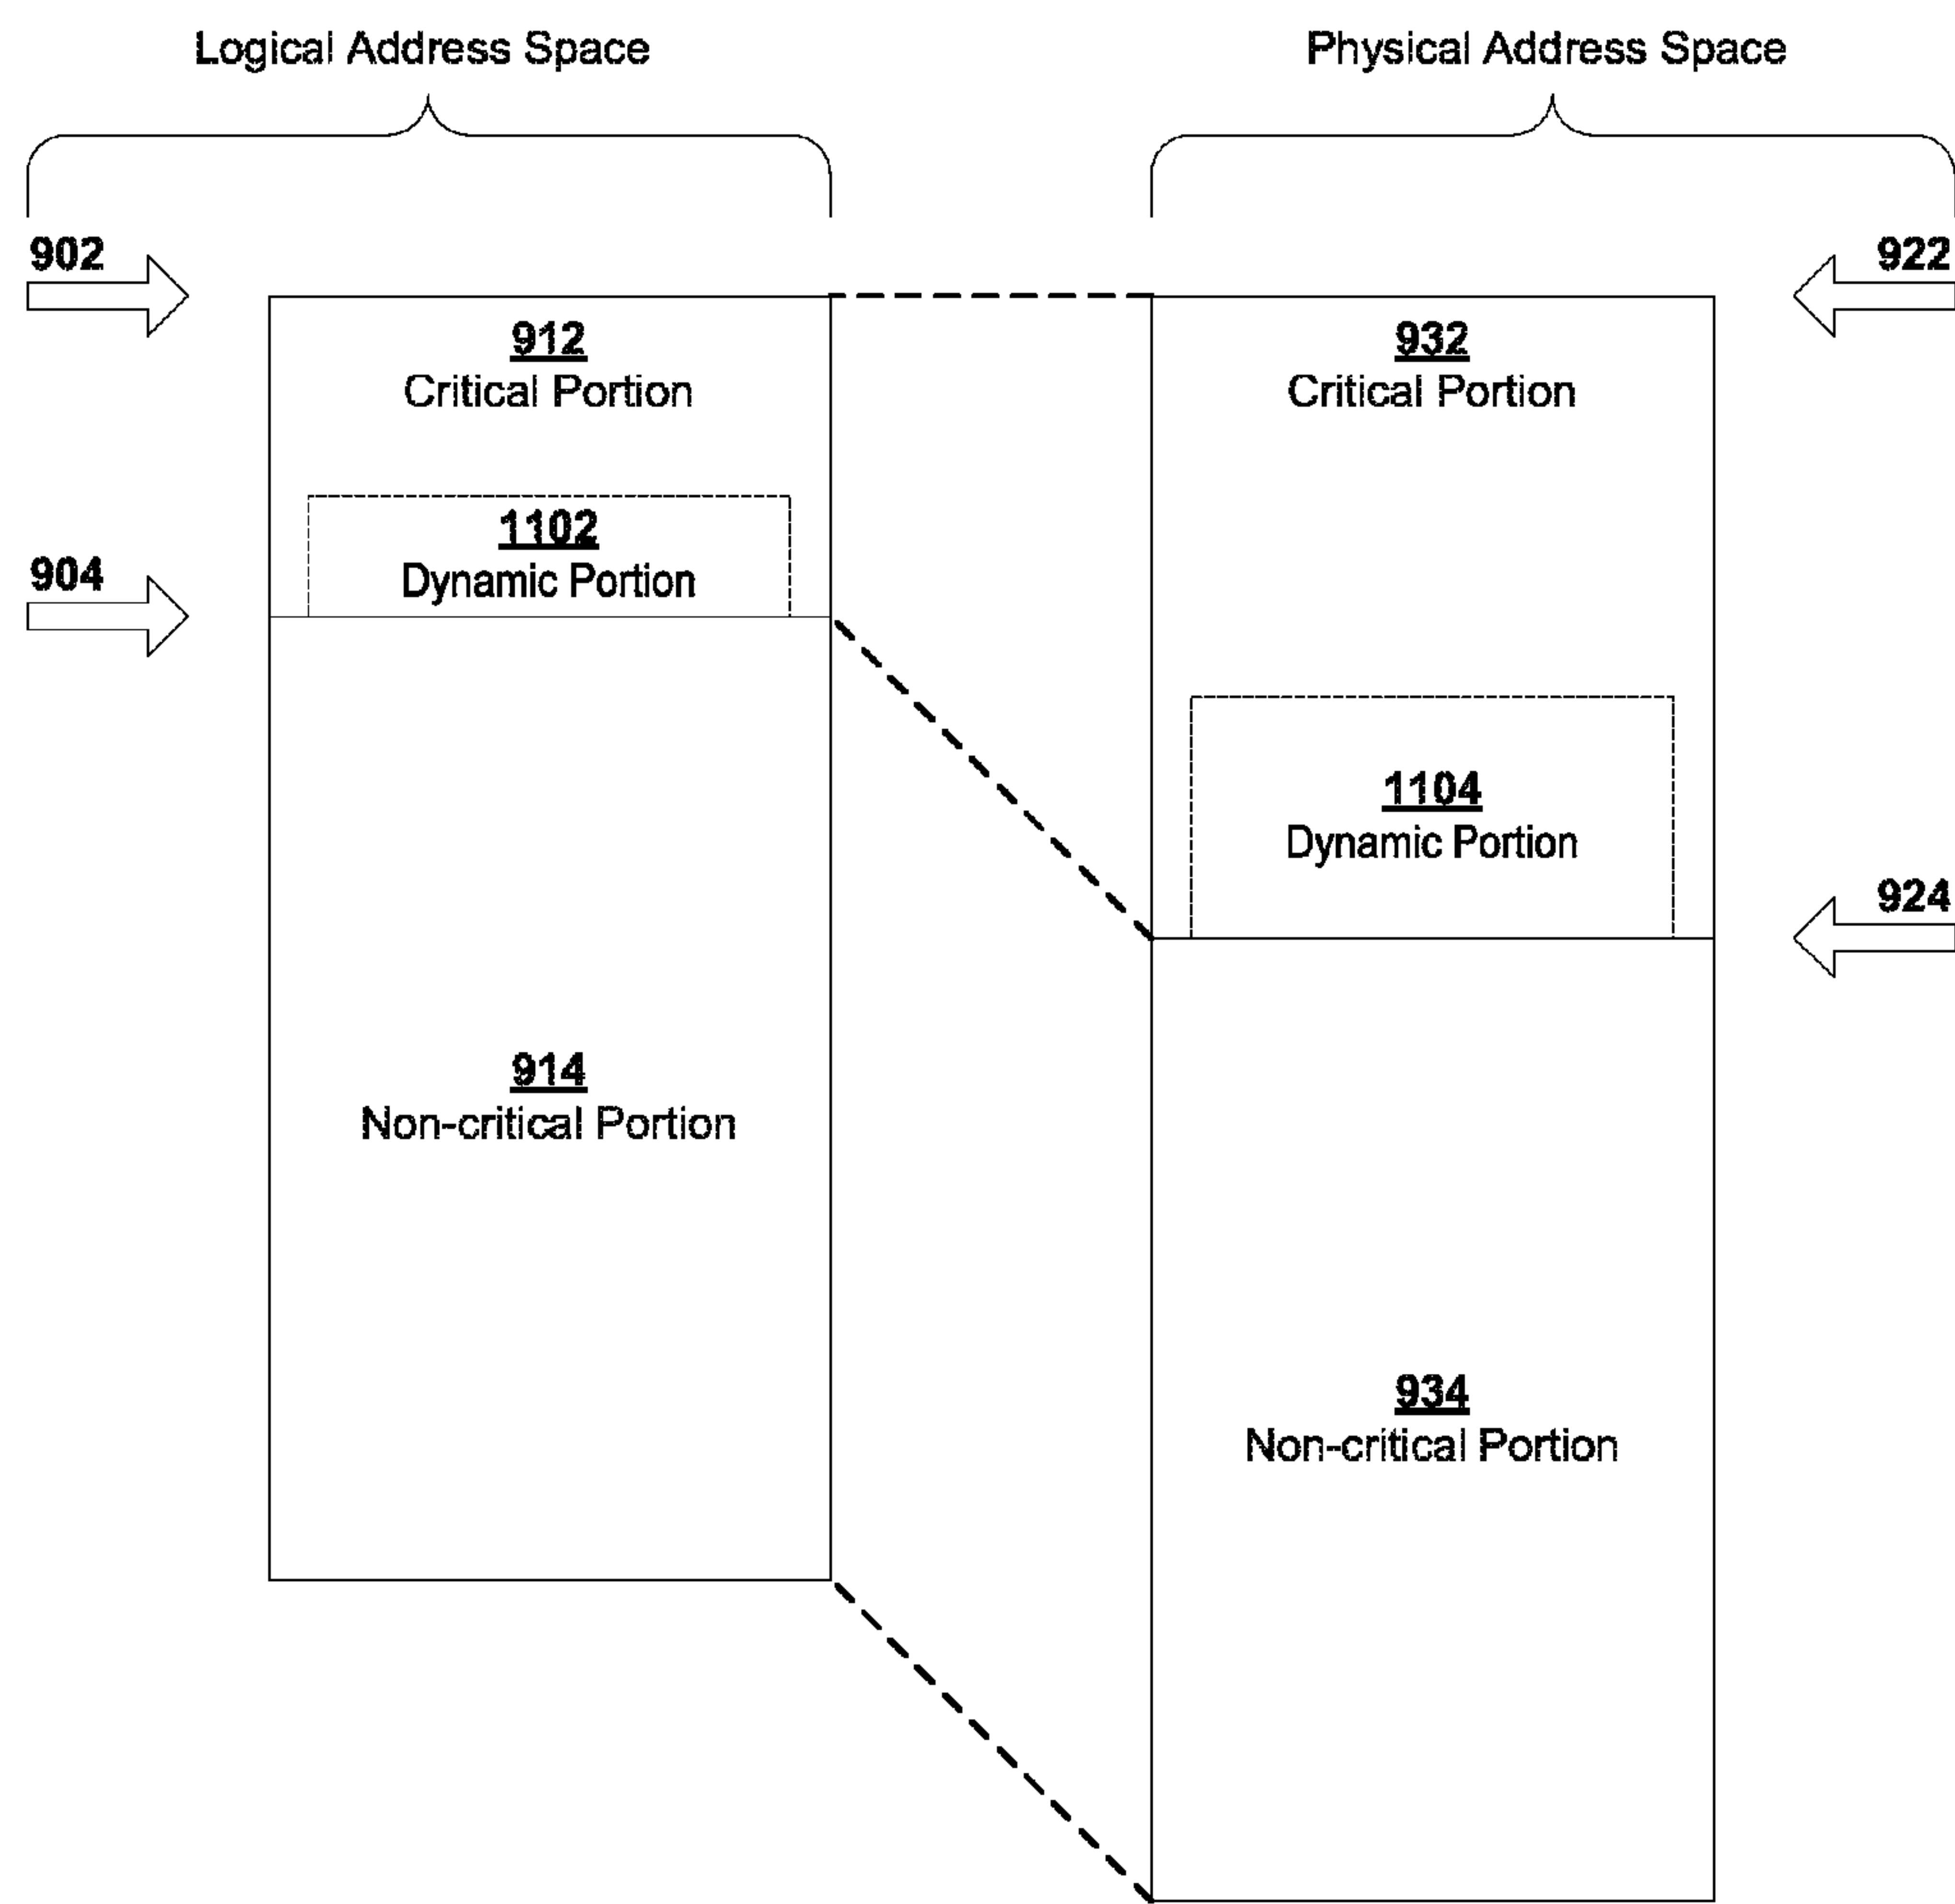 Logical Address Space
Physical Address Space
902
922
912
Critical Portion
932
Critical Portion
1102
Dynamic Portion
904
1104
Dynamic Portion
924
914
Non-critical Portion
934
Non-critical Portion